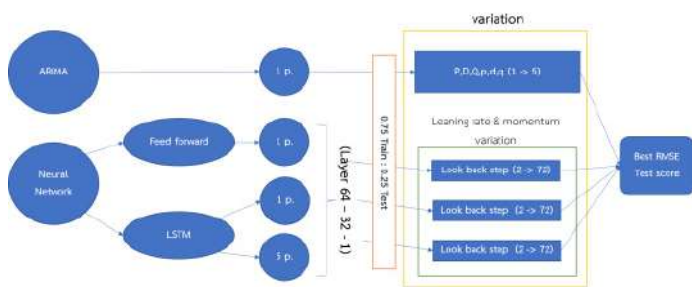 variation
ARIMA
1 p.
P,D,Q,p,d,q (1 -> 5)
Leaning rate & momentum
variation
Feed forward
1 p.
Look back step (2 -> 72)
Neural
Network
1 p.
Look back step (2 -> 72)
LSTM
5 p.
Look back step (2 -> 72)
(Layer 64 – 32 - 1)
0.75 Train : 0.25 Test
Best RMSE
Test score